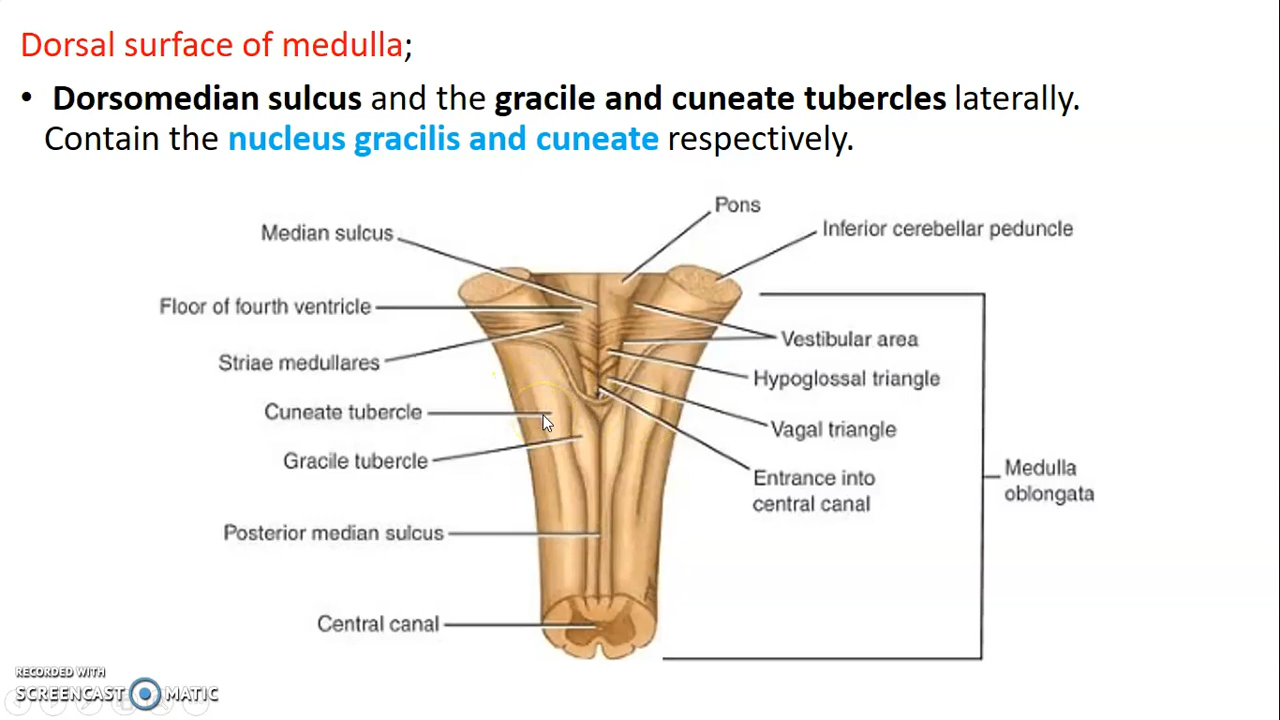 Dorsal surface of medulla;
• Dorsomedian sulcus and the gracile and cuneate tubercles laterally.
Contain the nucleus gracilis and cuneate respectively.
Pons
Median sulcus
Inferior cerebellar peduncle
Floor of fourth ventricle
Vestibular area
Striae medullares
Hypoglossal triangle
Cuneate tubercle
Vagal triangle
Gracile tubercle
Entrance into
central canal
Medulla
oblongata
Posterior median sulcus
Central canal
RECORDED WITH
SCREENCAST MATIC